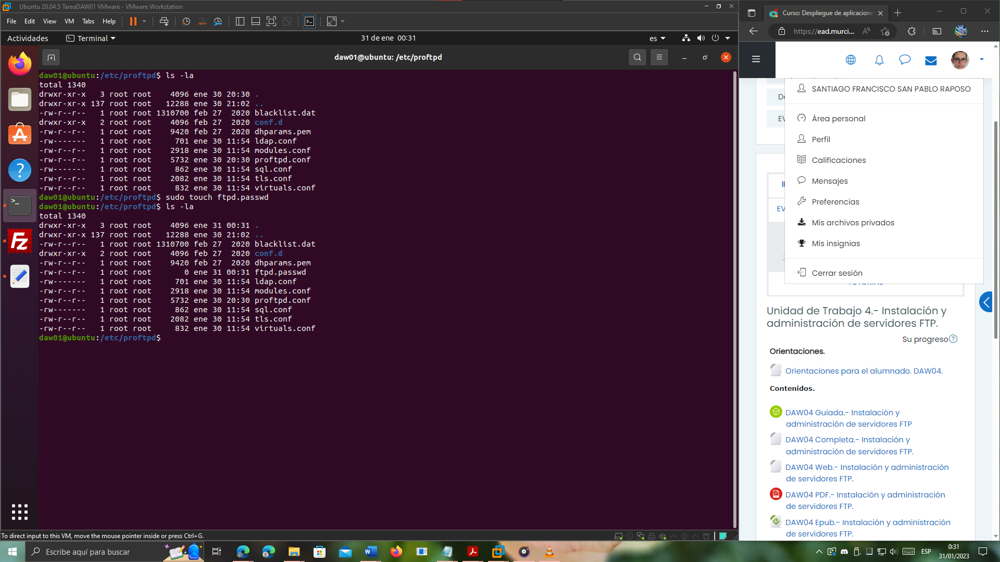 Ubuntu 20.04.5 TareaDAW01 VMware - VMware Workstation
File Edit View VM Tabs Help
Actividades Terminal 31 de ene 00:31 es
daw01@ubuntu: /etc/proftpd
daw01@ubuntu:/etc/proftpd$ ls -la
total 1340
drwxr-xr-x 3 root root 4096 ene 30 20:30 .
drwxr-xr-x 137 root root 12288 ene 30 21:02 ..
-rw-r--r-- 1 root root 1310700 feb 27 2020 blacklist.dat
drwxr-xr-x 2 root root 4096 feb 27 2020 conf.d
-rw-r--r-- 1 root root 9420 feb 27 2020 dhparams.pem
-rw------- 1 root root 701 ene 30 11:54 ldap.conf
-rw-r--r-- 1 root root 2918 ene 30 11:54 modules.conf
-rw-r--r-- 1 root root 5732 ene 30 20:30 proftpd.conf
-rw------- 1 root root 862 ene 30 11:54 sql.conf
-rw-r--r-- 1 root root 2082 ene 30 11:54 tls.conf
-rw-r--r-- 1 root root 832 ene 30 11:54 virtuals.conf
daw01@ubuntu:/etc/proftpd$ sudo touch ftpd.passwd
daw01@ubuntu:/etc/proftpd$ ls -la
total 1340
drwxr-xr-x 3 root root 4096 ene 31 00:31 .
drwxr-xr-x 137 root root 12288 ene 30 21:02 ..
-rw-r--r-- 1 root root 1310700 feb 27 2020 blacklist.dat
drwxr-xr-x 2 root root 4096 feb 27 2020 conf.d
-rw-r--r-- 1 root root 9420 feb 27 2020 dhparams.pem
-rw-r--r-- 1 root root 0 ene 31 00:31 ftpd.passwd
-rw------- 1 root root 701 ene 30 11:54 ldap.conf
-rw-r--r-- 1 root root 2918 ene 30 11:54 modules.conf
-rw-r--r-- 1 root root 5732 ene 30 20:30 proftpd.conf
-rw------- 1 root root 862 ene 30 11:54 sql.conf
-rw-r--r-- 1 root root 2082 ene 30 11:54 tls.conf
-rw-r--r-- 1 root root 832 ene 30 11:54 virtuals.conf
daw01@ubuntu:/etc/proftpd$
To direct input to this VM, move the mouse pointer inside or press Ctrl+G.
Curso: Despliegue de aplicacione
https://ead.murci...
SANTIAGO FRANCISCO SAN PABLO RAPOSO
Área personal
Perfil
Calificaciones
Mensajes
Preferencias
Mis archivos privados
Mis insignias
Cerrar sesión
EV
EV
Unidad de Trabajo 4.- Instalación y
administración de servidores FTP.
Su progreso
Orientaciones.
Orientaciones para el alumnado. DAW04.
Contenidos.
DAW04 Guiada.- Instalación y
administración de servidores FTP
DAW04 Completa.- Instalación y
administración de servidores FTP.
DAW04 Web.- Instalación y administración
de servidores FTP.
DAW04 PDF.- Instalación y administración
de servidores FTP.
DAW04 Epub.- Instalación y administración
de servidores FTP.
Escribe aquí para buscar
ESP
0:31
31/01/2023